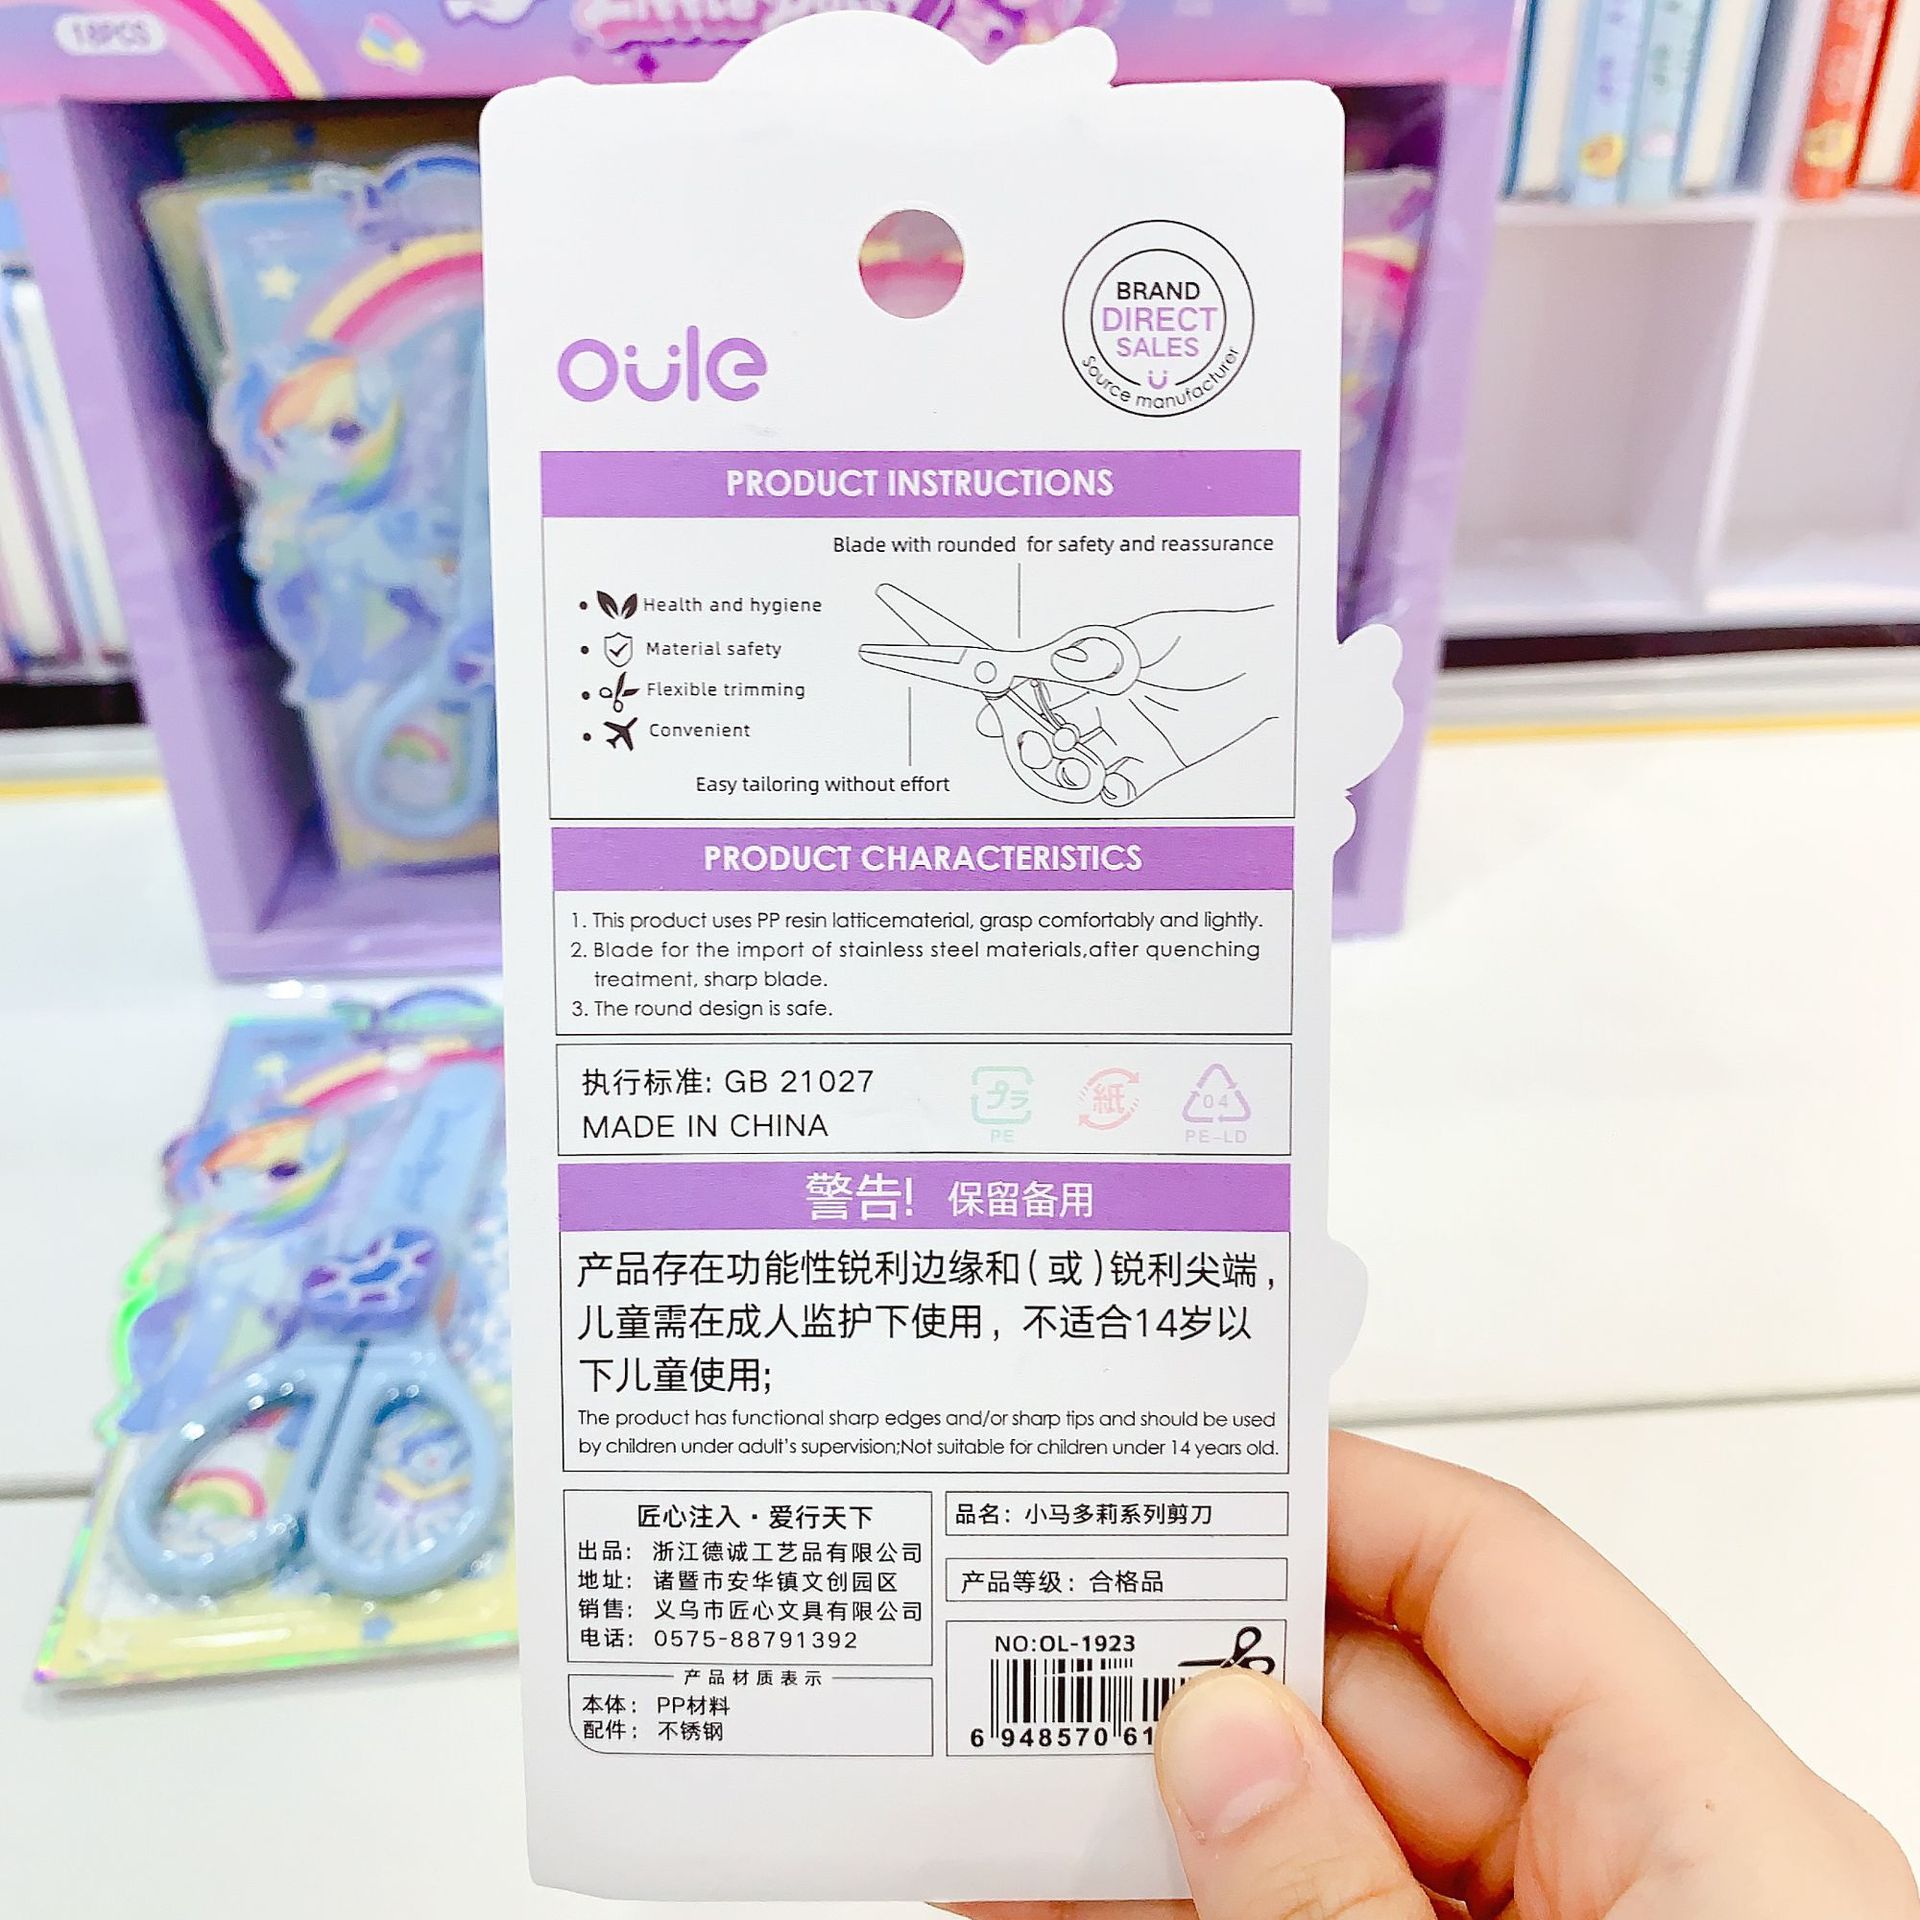 18PCS
oüle
BRAND
DIRECT
SALES
Source manufacturer
PRODUCT INSTRUCTIONS
Blade with rounded for safety and reassurance
Health and hygiene
Material safety
Flexible trimming
Convenient
Easy tailoring without effort
PRODUCT CHARACTERISTICS
1. This product uses PP resin latticematerial, grasp comfortably and lightly.
2. Blade for the import of stainless steel materials,after quenching
treatment, sharp blade.
3. The round design is safe.
执行标准: GB 21027
MADE IN CHINA
プラ
PE
紙
04
PE-LD
警告! 保留备用
产品存在功能性锐利边缘和(或)锐利尖端,
儿童需在成人监护下使用, 不适合14岁以
下儿童使用;
The product has functional sharp edges and/or sharp tips and should be used
by children under adult's supervision;Not suitable for children under 14 years old.
匠心注入·爱行天下
出品: 浙江德诚工艺品有限公司
地址: 诸暨市安华镇文创园区
销售: 义乌市匠心文具有限公司
电话: 0575-88791392
产品材质表示
本体: PP材料
配件: 不锈钢
品名: 小马多莉系列剪刀
产品等级: 合格品
NO:OL-1923
6 948570 61